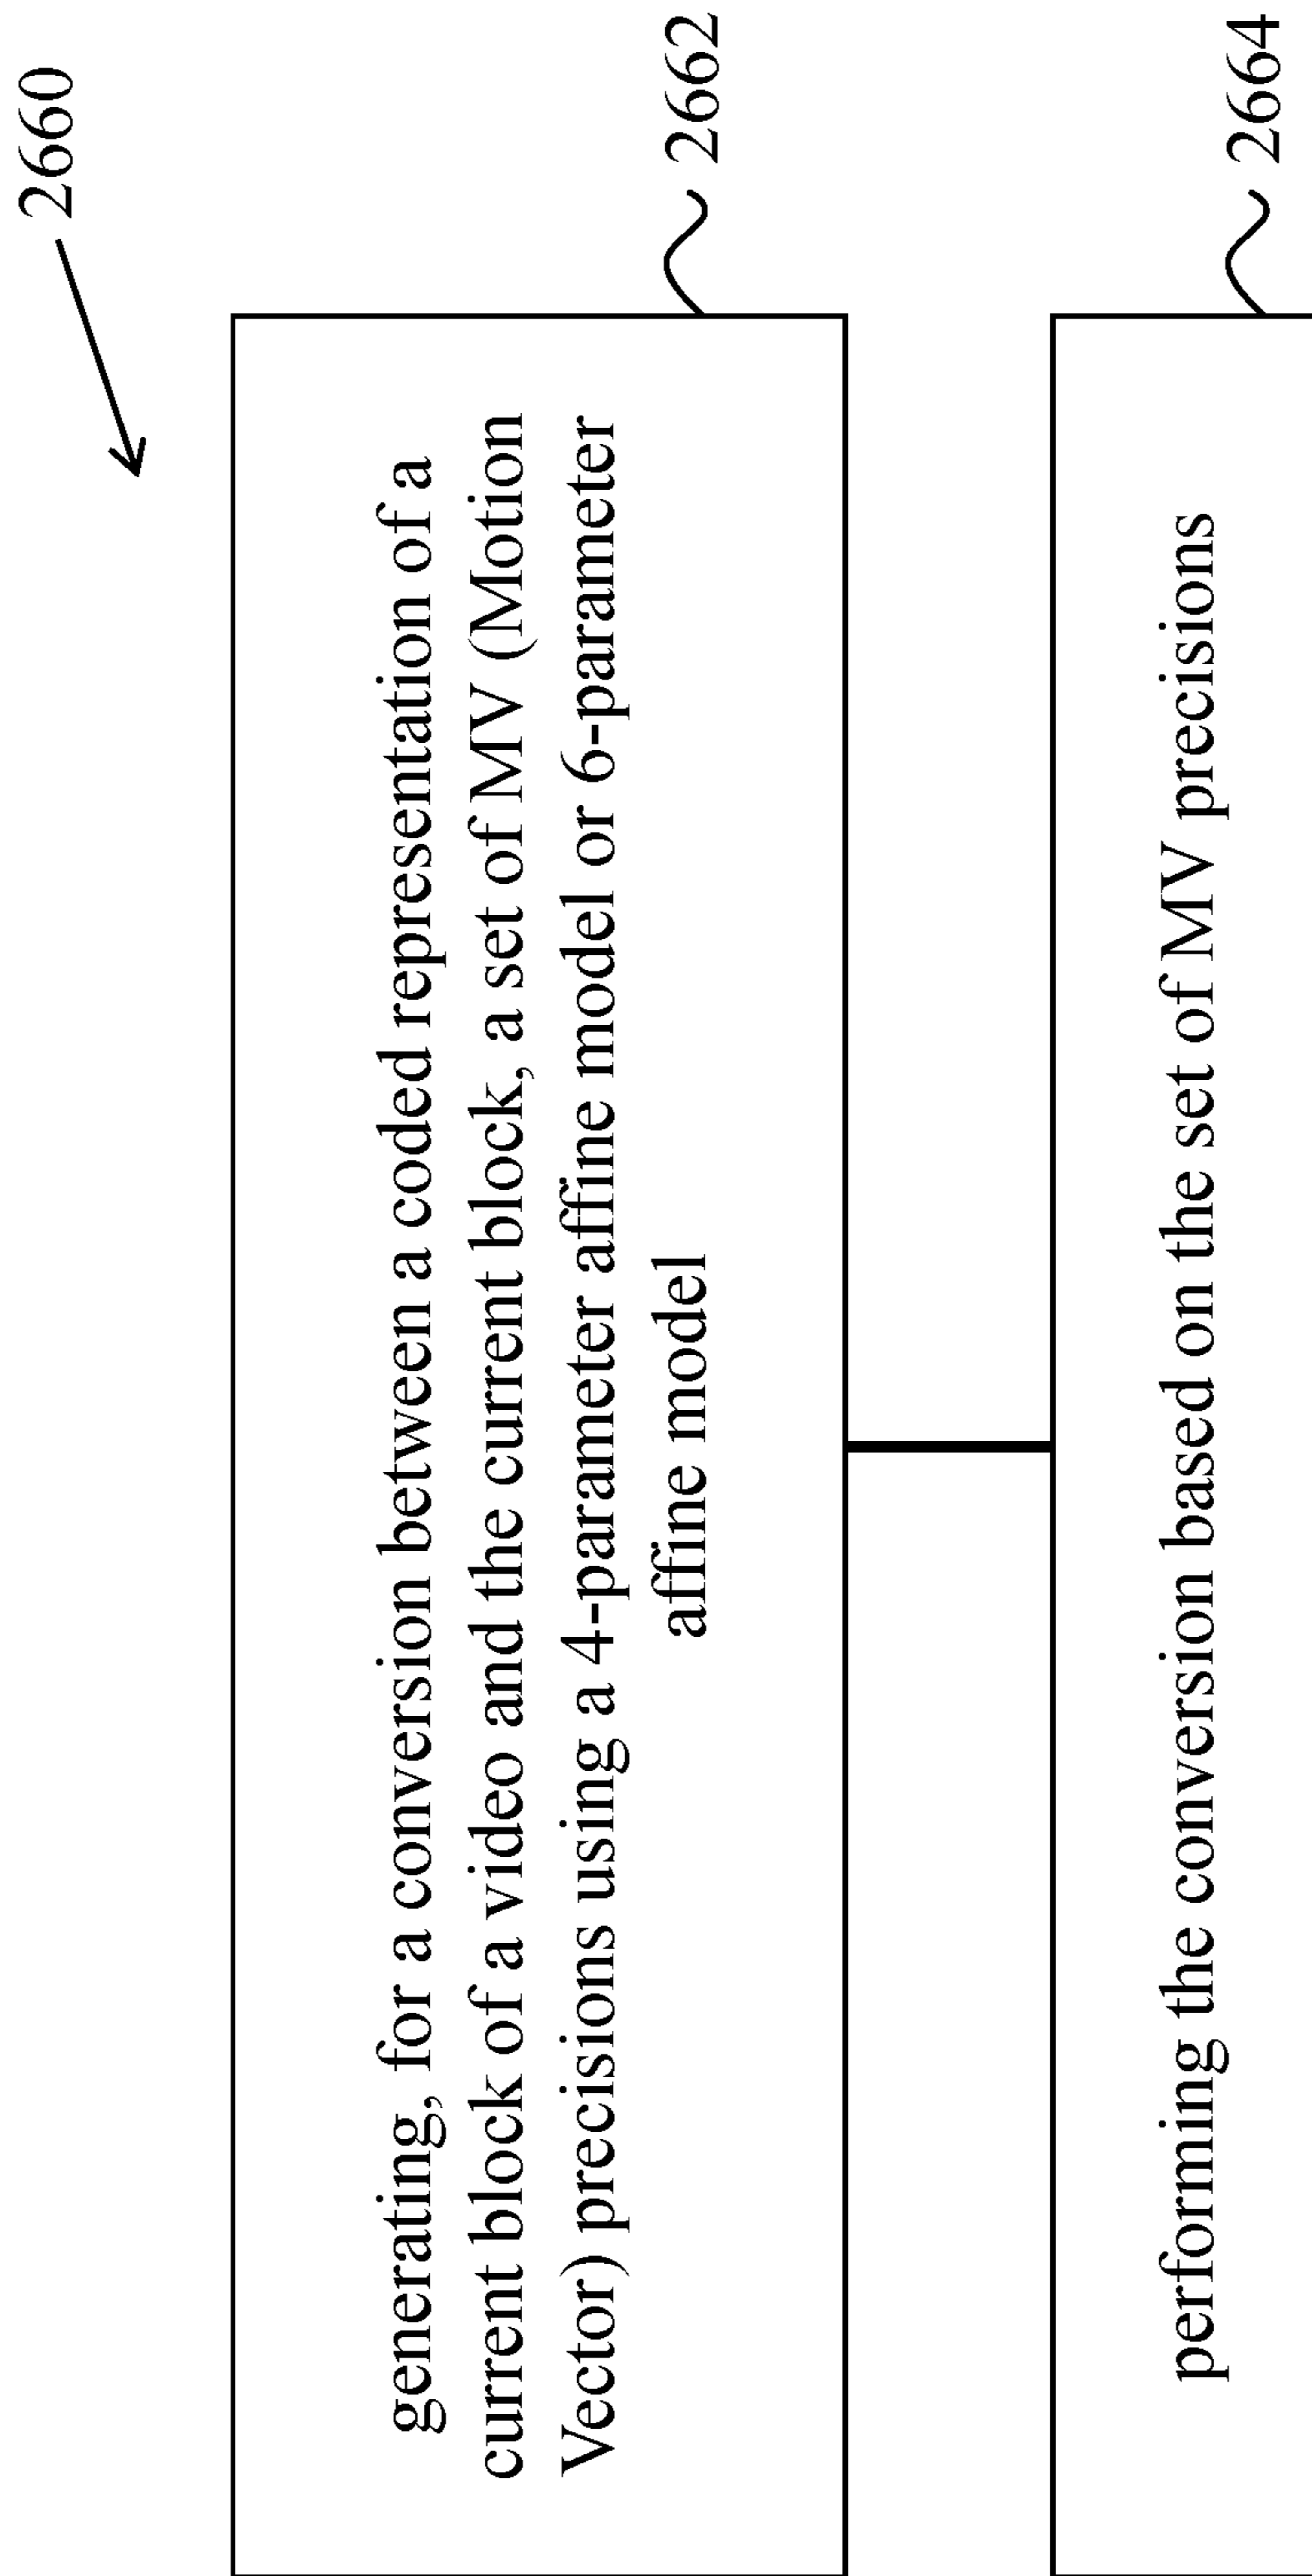 2660
generating, for a conversion between a coded representation of a
current block of a video and the current block, a set of MV (Motion
Vector) precisions using a 4-parameter affine model or 6-parameter
affine model
2662
performing the conversion based on the set of MV precisions
2664